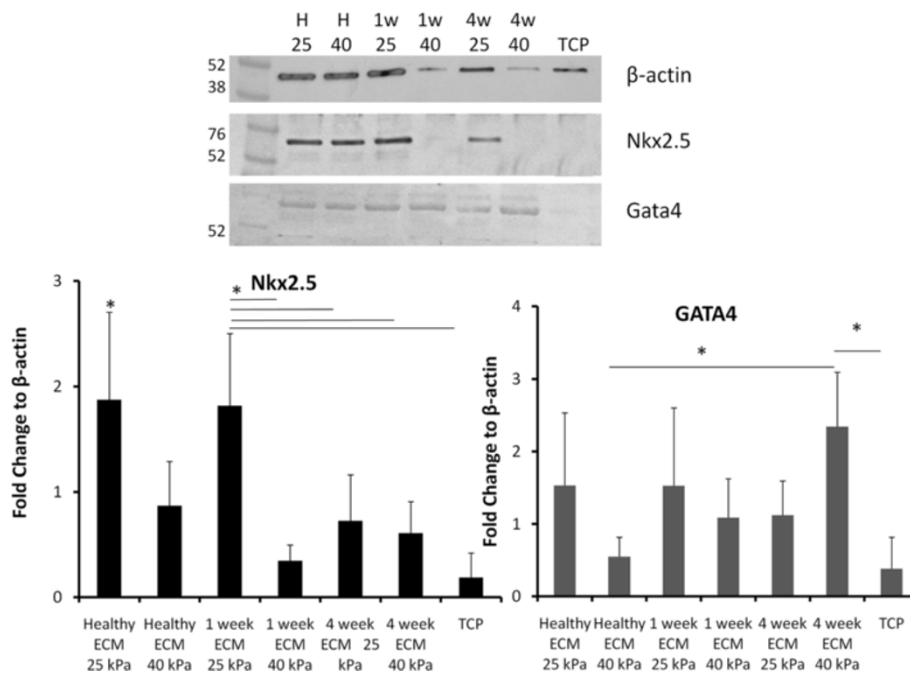 H H 1w 1w 4w 4w
25 40 25 40 25 40 TCP
52
38
β-actin
76
52
Nkx2.5
52
Gata4
Nkx2.5
*
*
Fold Change to β-actin
3
2
1
0
Healthy Healthy 1 week 1 week 4 week 4 week TCP
ECM ECM ECM ECM ECM 25 ECM
25 kPa 40 kPa 25 kPa 40 kPa kPa 40 kPa
GATA4
*
*
Fold Change to β-actin
4
3
2
1
0
Healthy Healthy 1 week 1 week 4 week 4 week TCP
ECM ECM ECM ECM ECM ECM
25 kPa 40 kPa 25 kPa 40 kPa 25 kPa 40 kPa